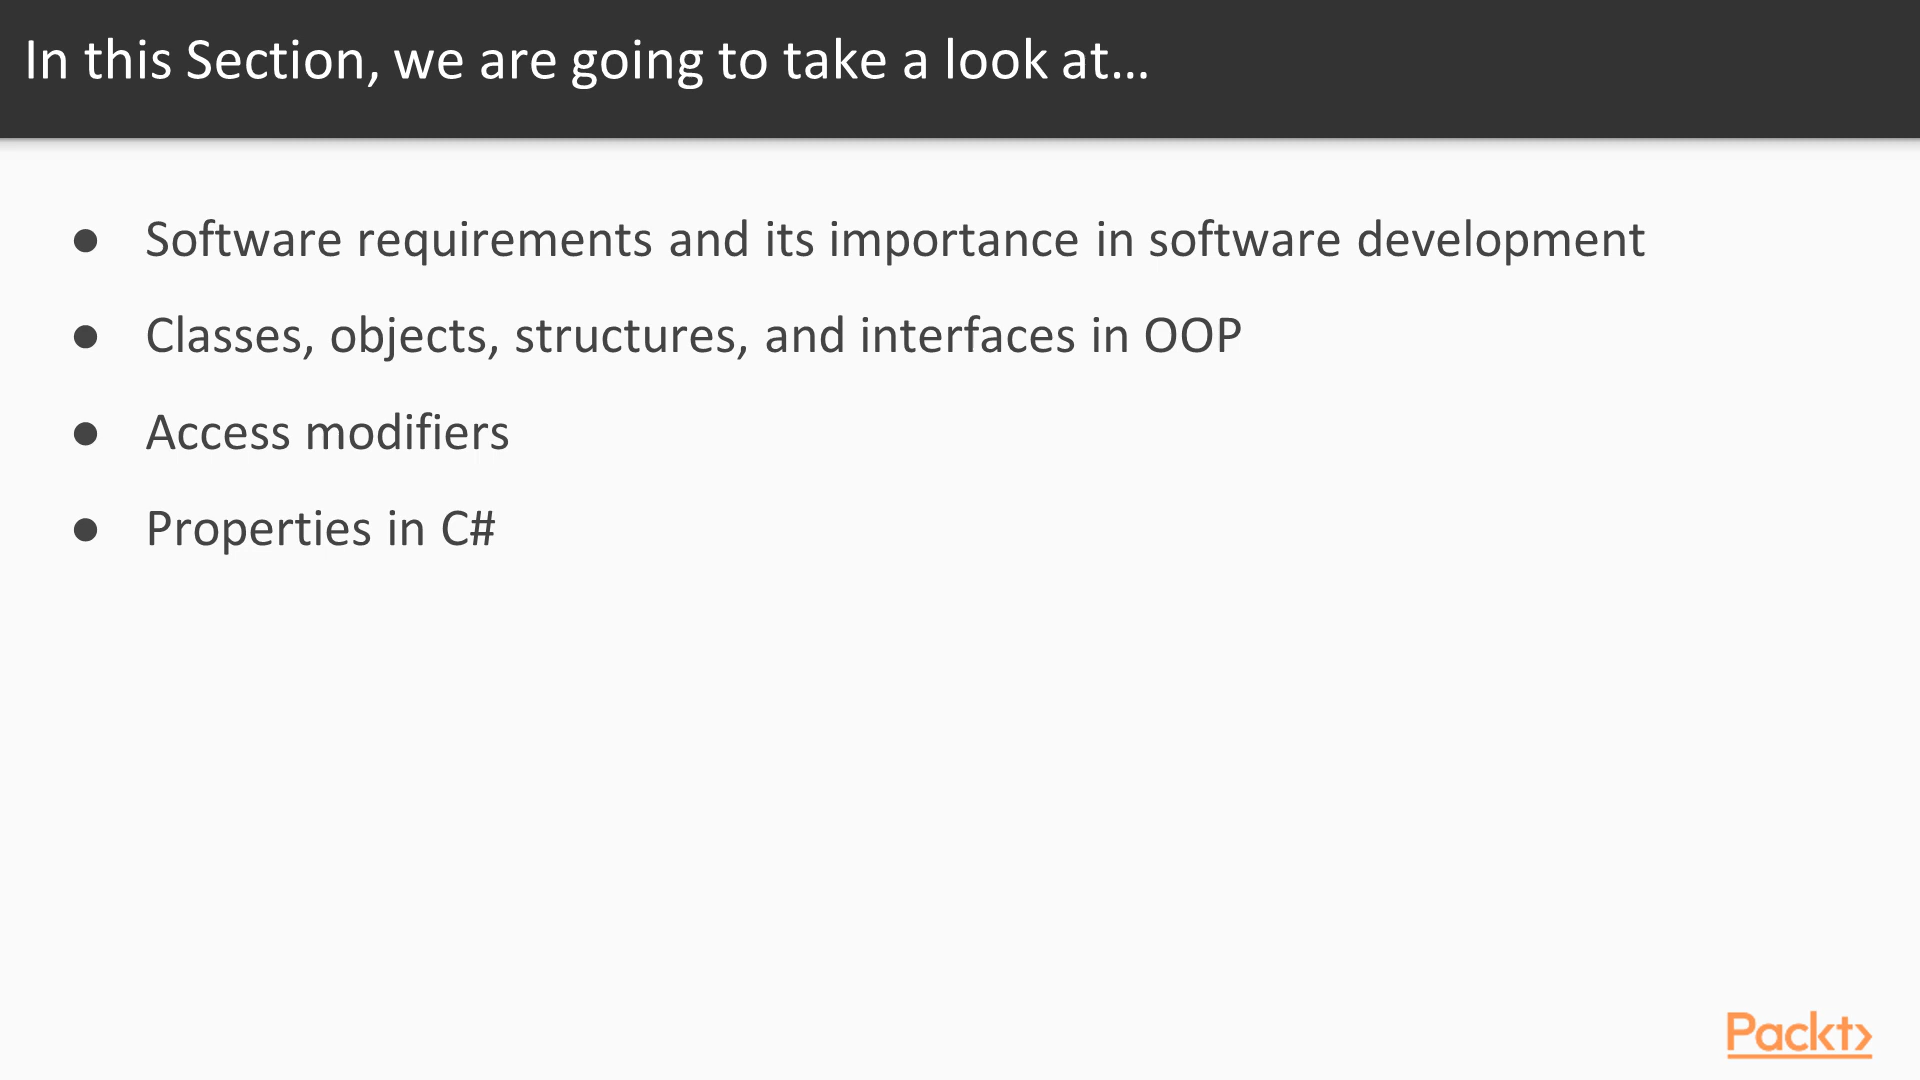 In this Section, we are going to take a look at...
● Software requirements and its importance in software development
● Classes, objects, structures, and interfaces in OOP
● Access modifiers
● Properties in C#
Packt>